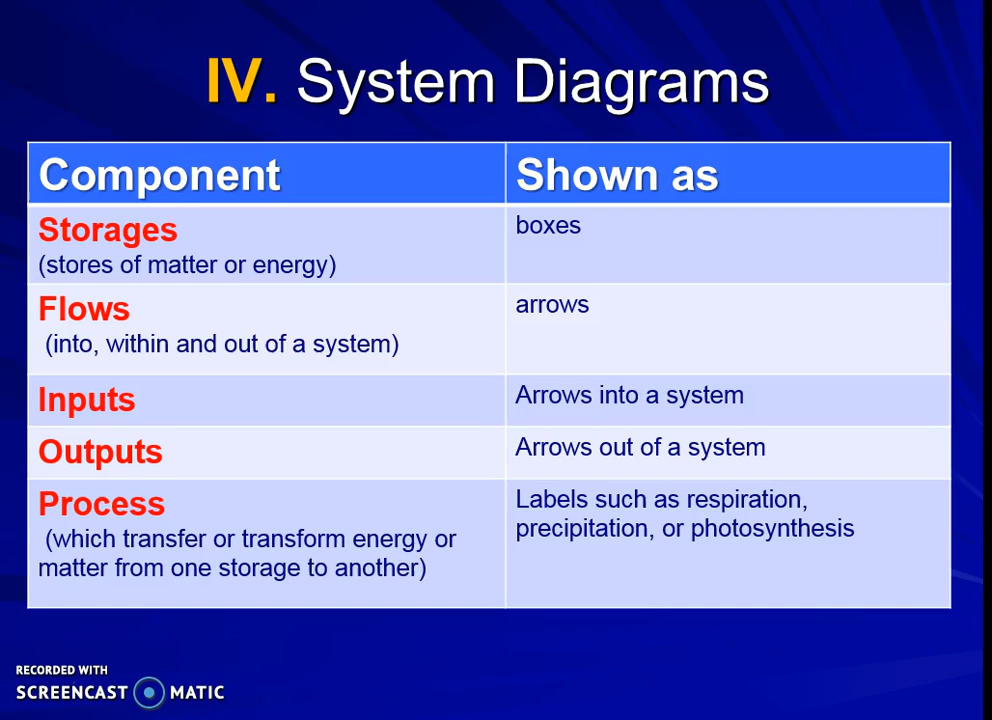 IV. System Diagrams
Component
Shown as
Storages
(stores of matter or energy)
boxes
Flows
(into, within and out of a system)
arrows
Inputs
Arrows into a system
Outputs
Arrows out of a system
Process
(which transfer or transform energy or
matter from one storage to another)
Labels such as respiration,
precipitation, or photosynthesis
RECORDED WITH
SCREENCAST MATIC